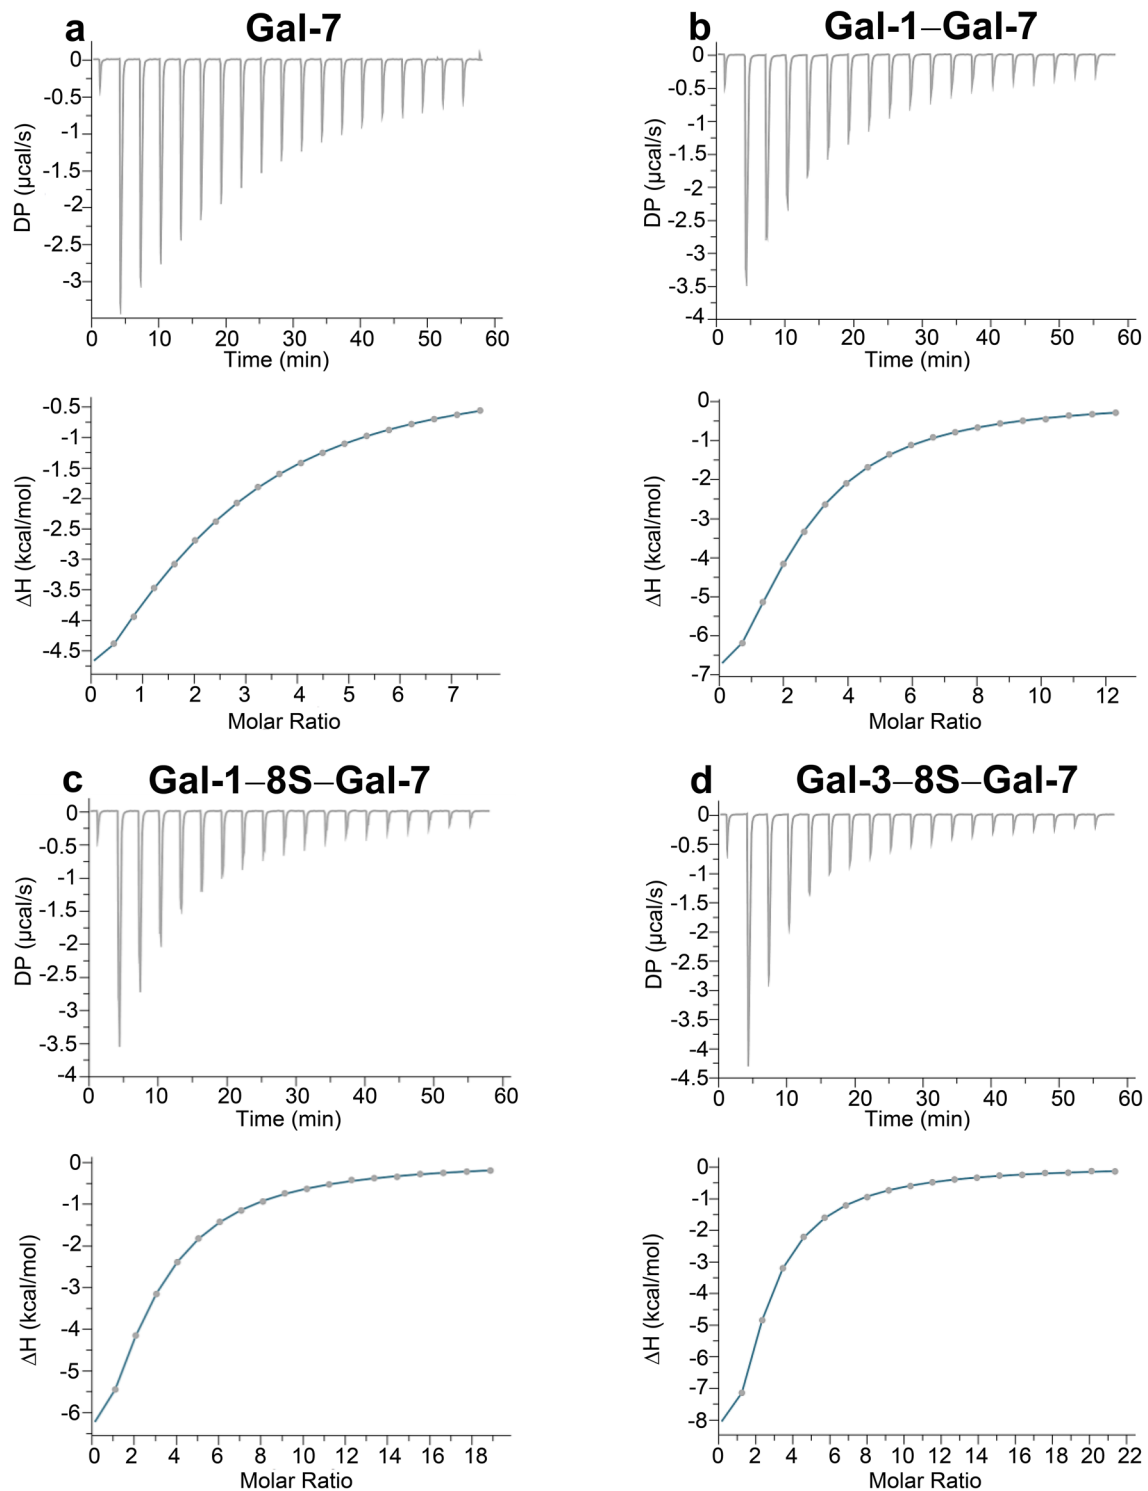 a Gal-7
0
-0.5
-1
-1.5
-2
-2.5
-3
DP (µcal/s)
0 10 20 30 40 50 60
Time (min)
-0.5
-1
-1.5
-2
-2.5
-3
-3.5
-4
-4.5
ΔH (kcal/mol)
0 1 2 3 4 5 6 7
Molar Ratio
b Gal-1–Gal-7
0
-0.5
-1
-1.5
-2
-2.5
-3
-3.5
-4
DP (µcal/s)
0 10 20 30 40 50 60
Time (min)
0
-1
-2
-3
-4
-5
-6
-7
ΔH (kcal/mol)
0 2 4 6 8 10 12
Molar Ratio
c Gal-1–8S–Gal-7
0
-0.5
-1
-1.5
-2
-2.5
-3
-3.5
-4
DP (µcal/s)
0 10 20 30 40 50 60
Time (min)
0
-1
-2
-3
-4
-5
-6
ΔH (kcal/mol)
0 2 4 6 8 10 12 14 16 18
Molar Ratio
d Gal-3–8S–Gal-7
0
-0.5
-1
-1.5
-2
-2.5
-3
-3.5
-4
-4.5
DP (µcal/s)
0 10 20 30 40 50 60
Time (min)
0
-1
-2
-3
-4
-5
-6
-7
-8
ΔH (kcal/mol)
0 2 4 6 8 10 12 14 16 18 20 22
Molar Ratio